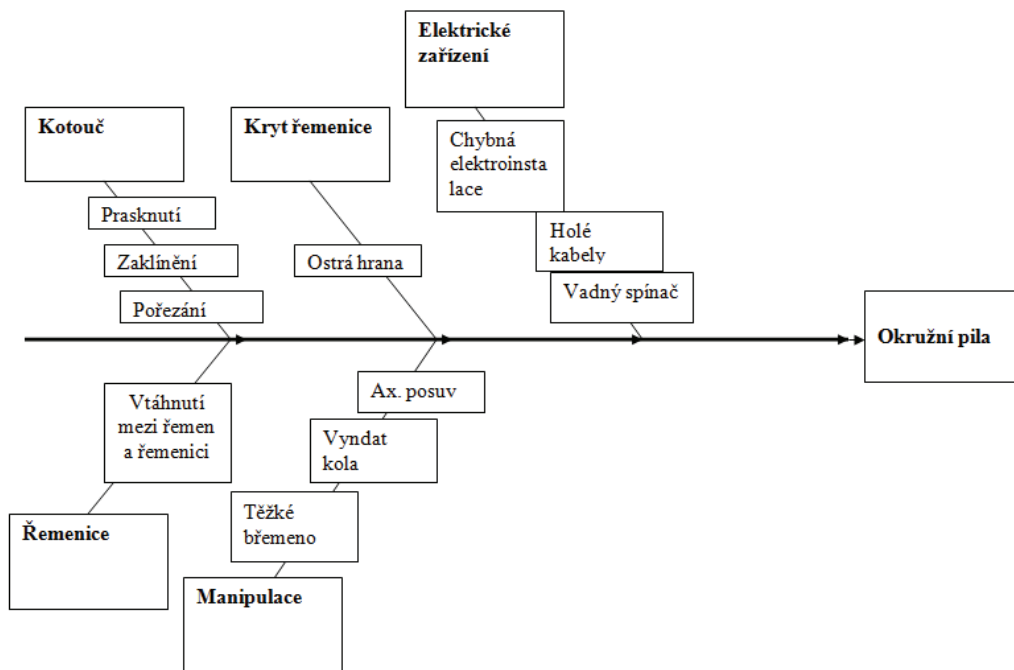 Elektrické
zařízení
Kotouč
Kryt řemenice
Chybná
elektroinsta
lace
Prasknutí
Holé
kabely
Zaklínění
Ostrá hrana
Vadný spínač
Pořezání
Okružní pila
Ax. posuv
Vtáhnutí
mezi řemen
a řemenici
Vyndat
kola
Těžké
břemeno
Řemenice
Manipulace